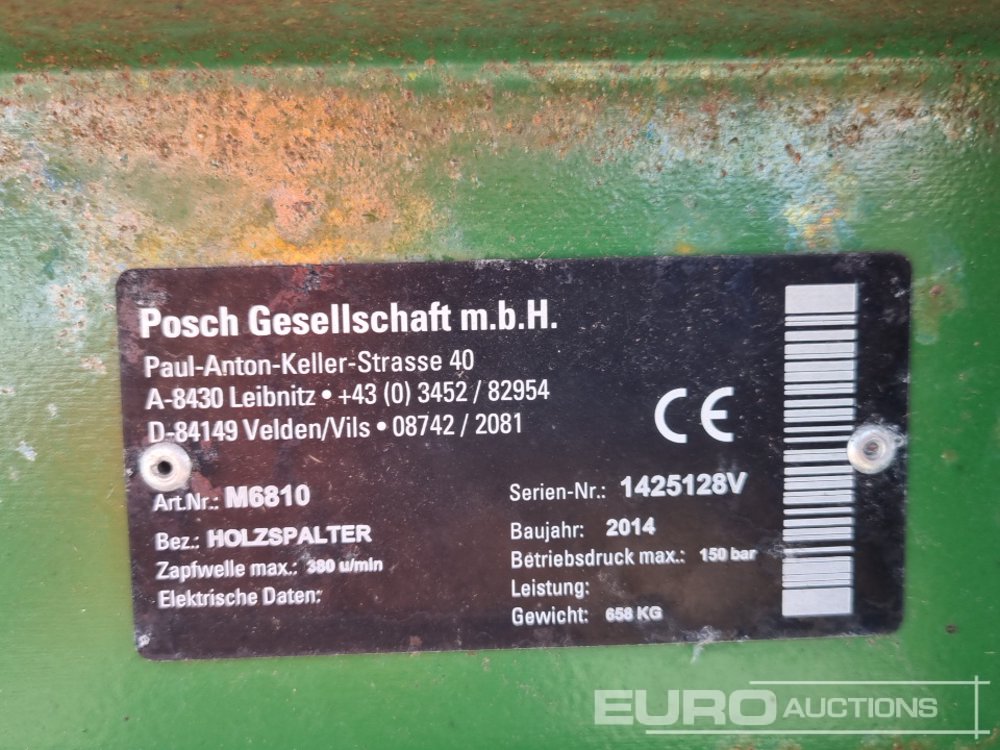 Posch Gesellschaft m.b.H.
Paul-Anton-Keller-Strasse 40
A-8430 Leibnitz • +43 (0) 3452 / 82954
D-84149 Velden/Vils • 08742 / 2081
CE
Art.Nr.: M6810
Bez.: HOLZSPALTER
Zapfwelle max.: 380 u/min
Elektrische Daten:
Serien-Nr.: 1425128V
Baujahr: 2014
Betriebsdruck max.: 150 bar
Leistung:
Gewicht: 658 KG
EURO AUCTIONS